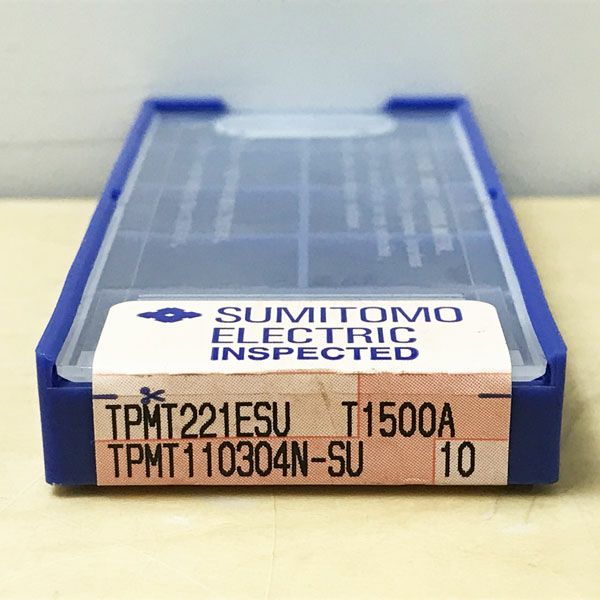 SUMITOMO
ELECTRIC
INSPECTED
TPMT221ESU T1500A
TPMT110304N-SU 10